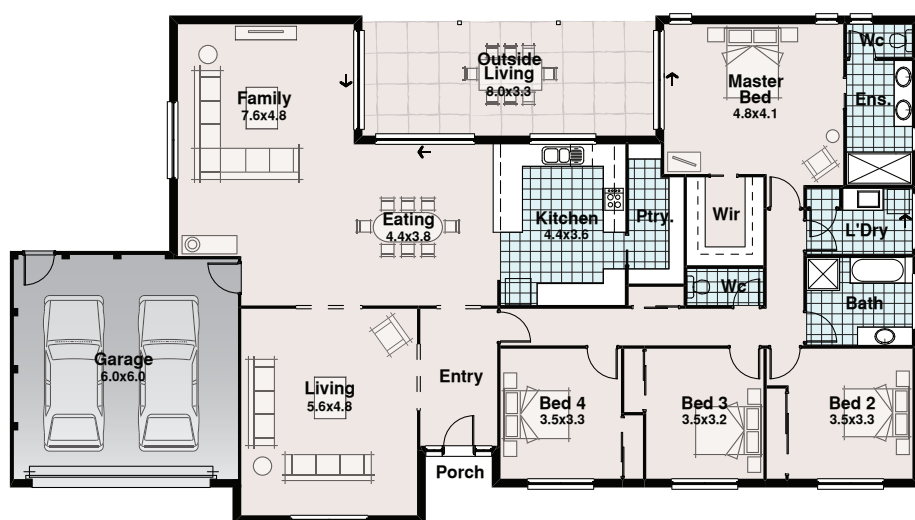 Family
7.6x4.8
Outside
Living
8.0x3.3
Master
Bed
4.8x4.1
Wc
Ens.
Eating
4.4x3.8
Kitchen
4.4x3.6
Ptry.
Wir
L'Dry
Wc
Bath
Garage
6.0x6.0
Living
5.6x4.8
Entry
Porch
Bed 4
3.5x3.3
Bed 3
3.5x3.2
Bed 2
3.5x3.3